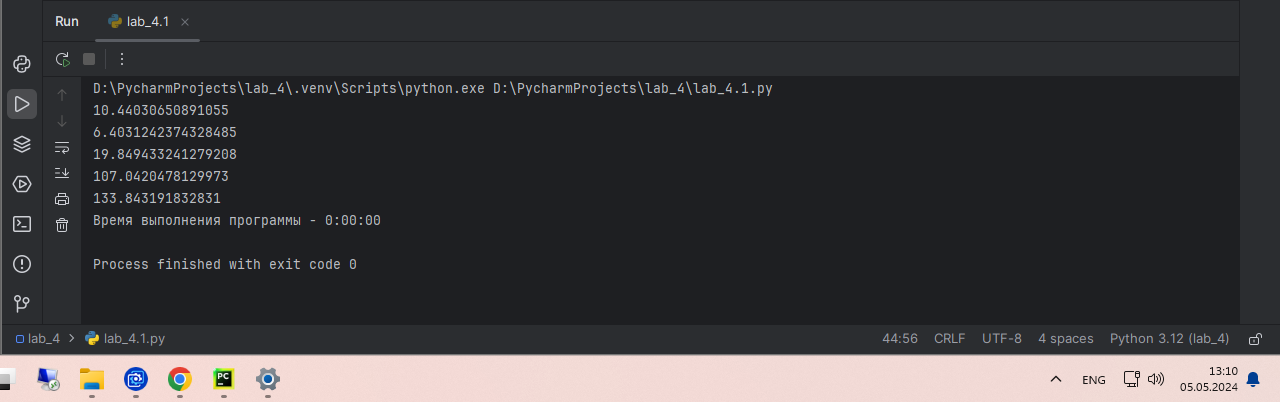 Run lab_4.1
D:\PycharmProjects\lab_4\.venv\Scripts\python.exe D:\PycharmProjects\lab_4\lab_4.1.py
10.44030650891055
6.4031242374328485
19.849433241279208
107.0420478129973
133.843191832831
Время выполнения программы - 0:00:00
Process finished with exit code 0
lab_4 > lab_4.1.py 44:56 CRLF UTF-8 4 spaces Python 3.12 (lab_4)
PC
ENG
13:10
05.05.2024